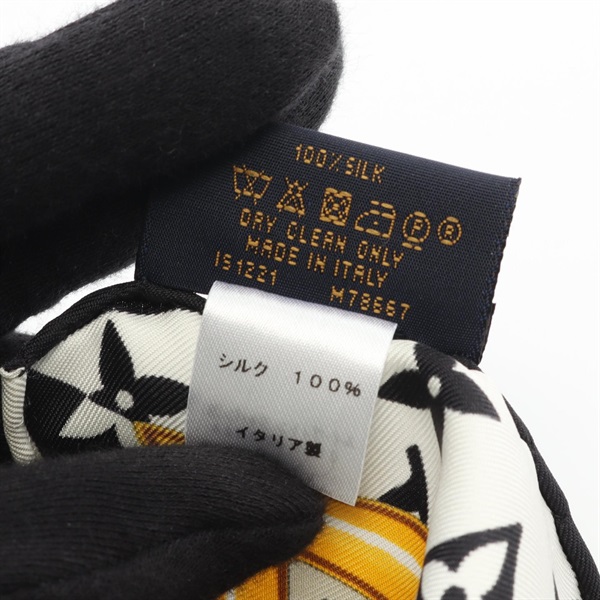 100% SILK
DRY CLEAN ONLY
MADE IN ITALY
IS1221 M78667
シルク 100%
イタリア製